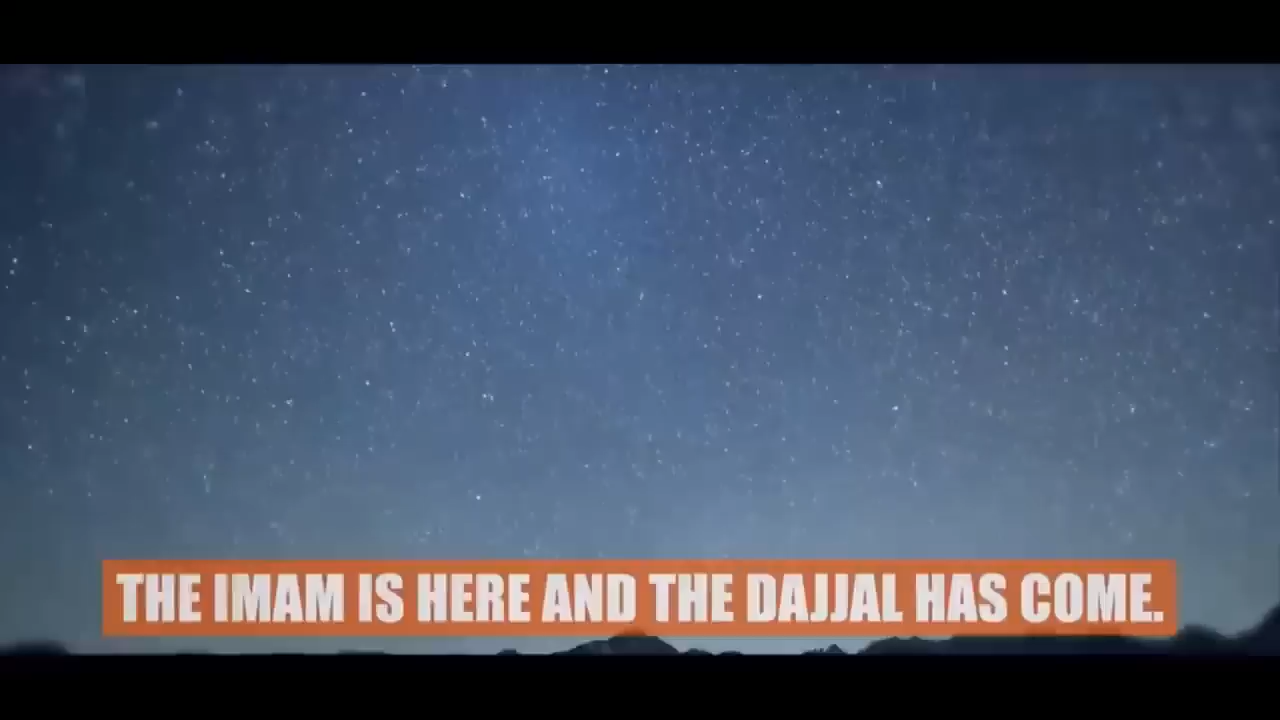 THE IMAM IS HERE AND THE DAJJAL HAS COME.